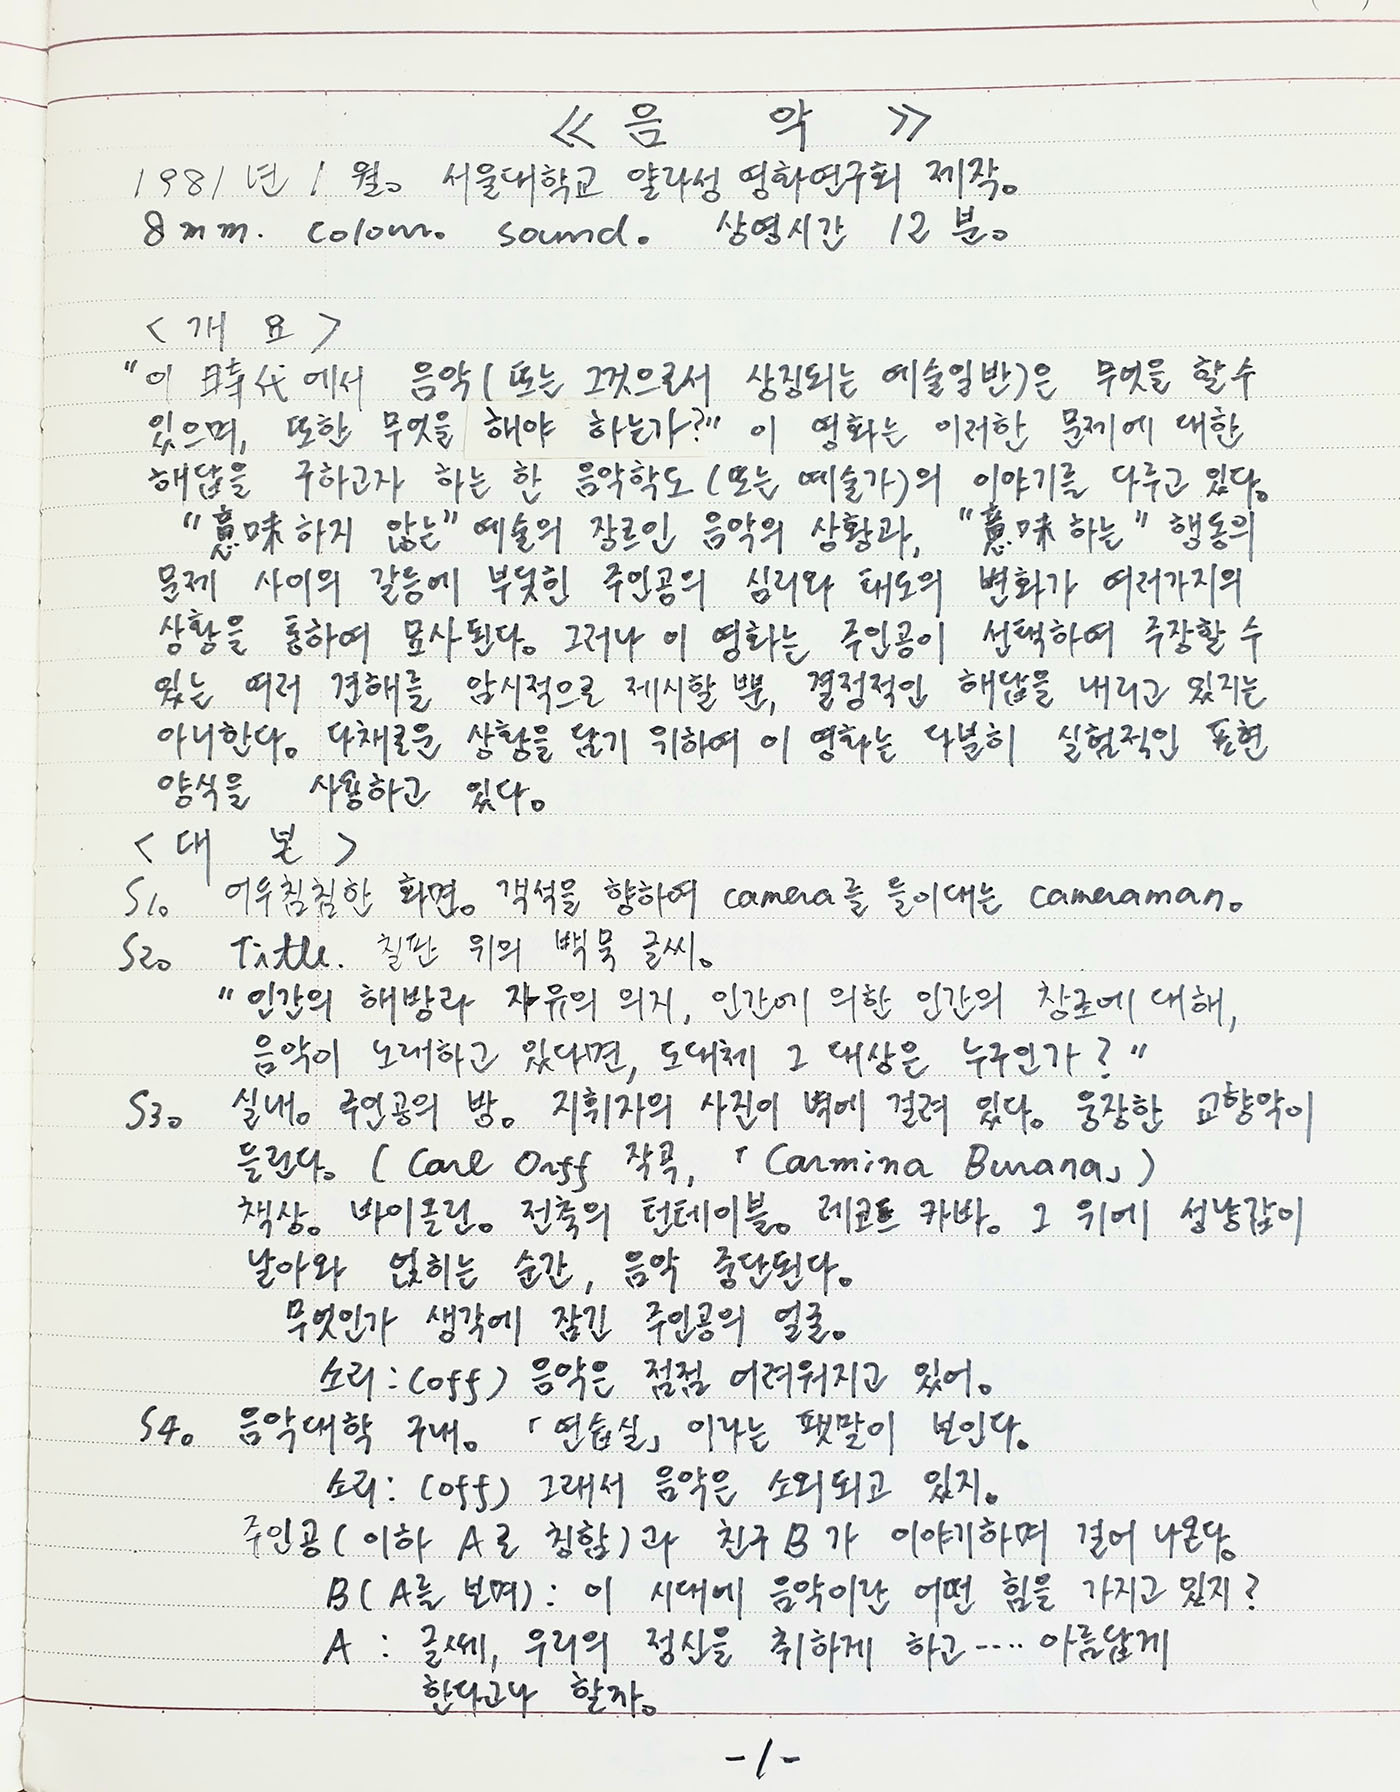 ≪ 음 악 ≫
1981년 1월。 서울대학교 얄라성 영화연구회 제작。
8mm. colour。 sound。 상영시간 12분。
< 개 요 >
"이 時代에서 음악(또는 그것으로서 상징되는 예술일반)은 무엇을 할 수
있으며, 또한 무엇을 해야 하는가?" 이 영화는 이러한 문제에 대한
해답을 구하고자 하는 한 음악학도(또는 예술가)의 이야기를 다루고 있다。
"意味하지 않는" 예술의 장르인 음악의 상황과, "意味하는" 행동의
문제 사이의 갈등에 부딪힌 주인공의 심리와 태도의 변화가 여러가지의
상황을 통하여 묘사된다。 그러나 이 영화는 주인공이 선택하여 주장할 수
있는 여러 견해를 암시적으로 제시할 뿐, 결정적인 해답을 내리고 있지는
아니한다。 다채로운 상황을 담기 위하여 이 영화는 다분히 실험적인 표현
양식을 사용하고 있다。
< 대 본 >
S1。 어두침침한 화면。 객석을 향하여 camera를 들이대는 cameraman。
S2。 Title. 칠판 위의 백묵 글씨。
"인간의 해방과 자유의 의지, 인간에 의한 인간의 창조에 대해,
음악이 노래하고 있다면, 도대체 그 대상은 누구인가?"
S3。 실내。 주인공의 방。 지휘자의 사진이 벽에 걸려 있다。 웅장한 교향악이
들린다。 (Carl Orff 작곡, 「Carmina Burana」)
책상。 바이올린。 전축의 턴테이블。 레코드 카바。 그 위에 성냥갑이
날아와 얹히는 순간, 음악 중단된다。
무엇인가 생각에 잠긴 주인공의 얼굴。
소리:(off) 음악은 점점 어려워지고 있어。
S4。 음악대학 구내。 「연습실」이라는 팻말이 보인다。
소리: (off) 그래서 음악은 소외되고 있지。
주인공(이하 A로 칭함)과 친구 B가 이야기하며 걸어 나온다。
B(A를 보며): 이 시대에 음악이란 어떤 힘을 가지고 있지?
A : 글쎄, 우리의 정신을 취하게 하고‥‥ 아름답게
한다고나 할까。
-1-